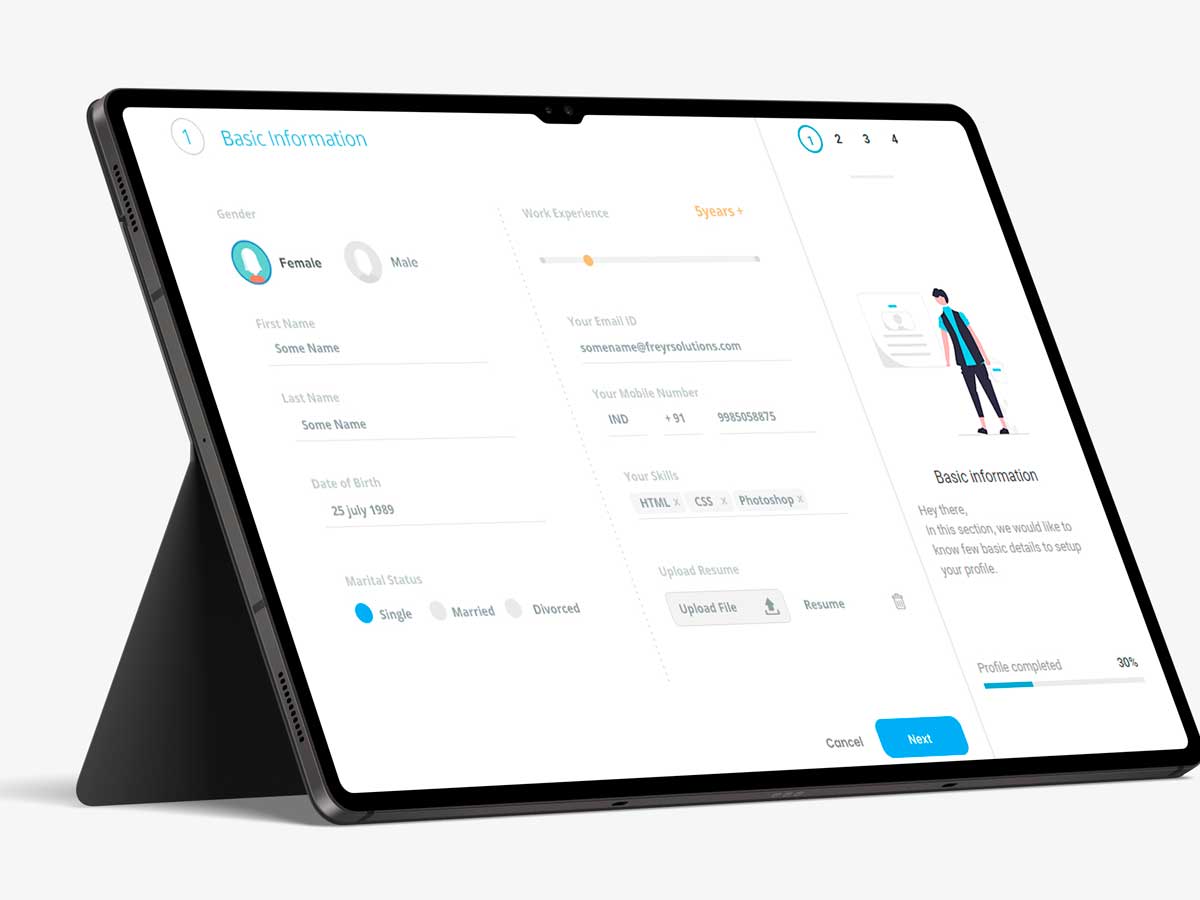 1
Basic Information
Gender
Female
Male
First Name
Some Name
Last Name
Some Name
Date of Birth
25 july 1989
Marital Status
Single
Married
Divorced
Work Experience
5years +
Your Email ID
somename@freyrsolutions.com
Your Mobile Number
IND
+ 91
9985058875
Your Skills
HTML x
CSS x
Photoshop x
Upload Resume
Upload File
Resume
Cancel
Next
1 2 3 4
Basic information
Hey there,
In this section, we would like to
know few basic details to setup
your profile.
Profile completed
30%